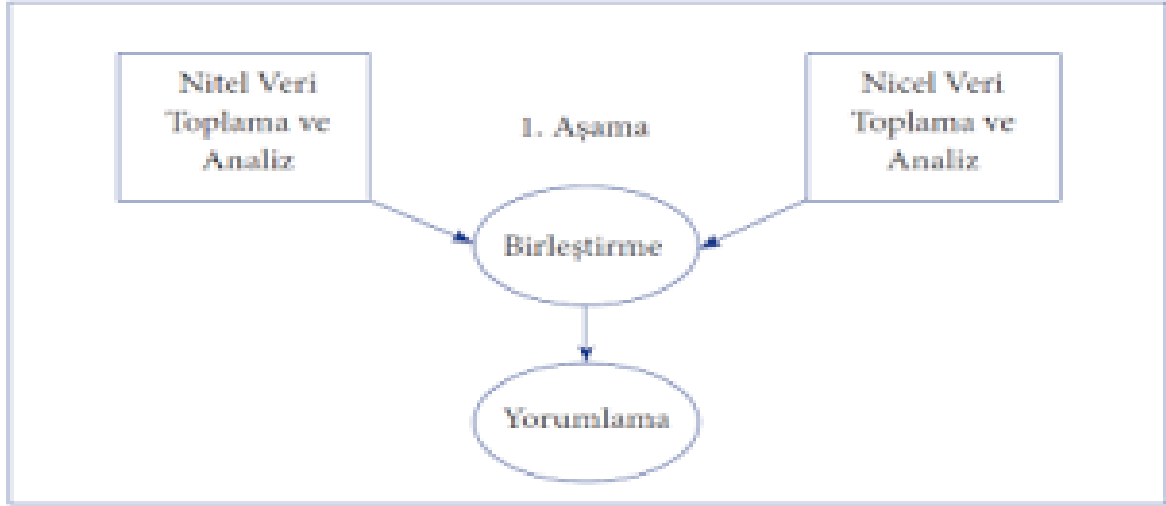 Nitel Veri
Toplama ve
Analiz
1. Aşama
Nicel Veri
Toplama ve
Analiz
Birleştirme
Yorumlama